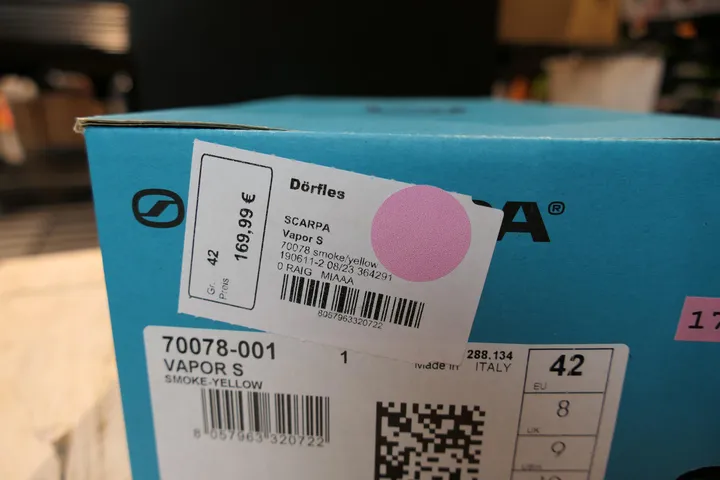 Dörfles
SCARPA
Vapor S
70078 smoke/yellow
190611-2 08/23 364291
0 RAIG MIAAA
8057963320722
Gr. 42
Preis 169,99 €
PA®
17
70078-001
VAPOR S
SMOKE-YELLOW
1
Made in ITALY
288.134
8 057963 320722
42
EU
8
UK
9